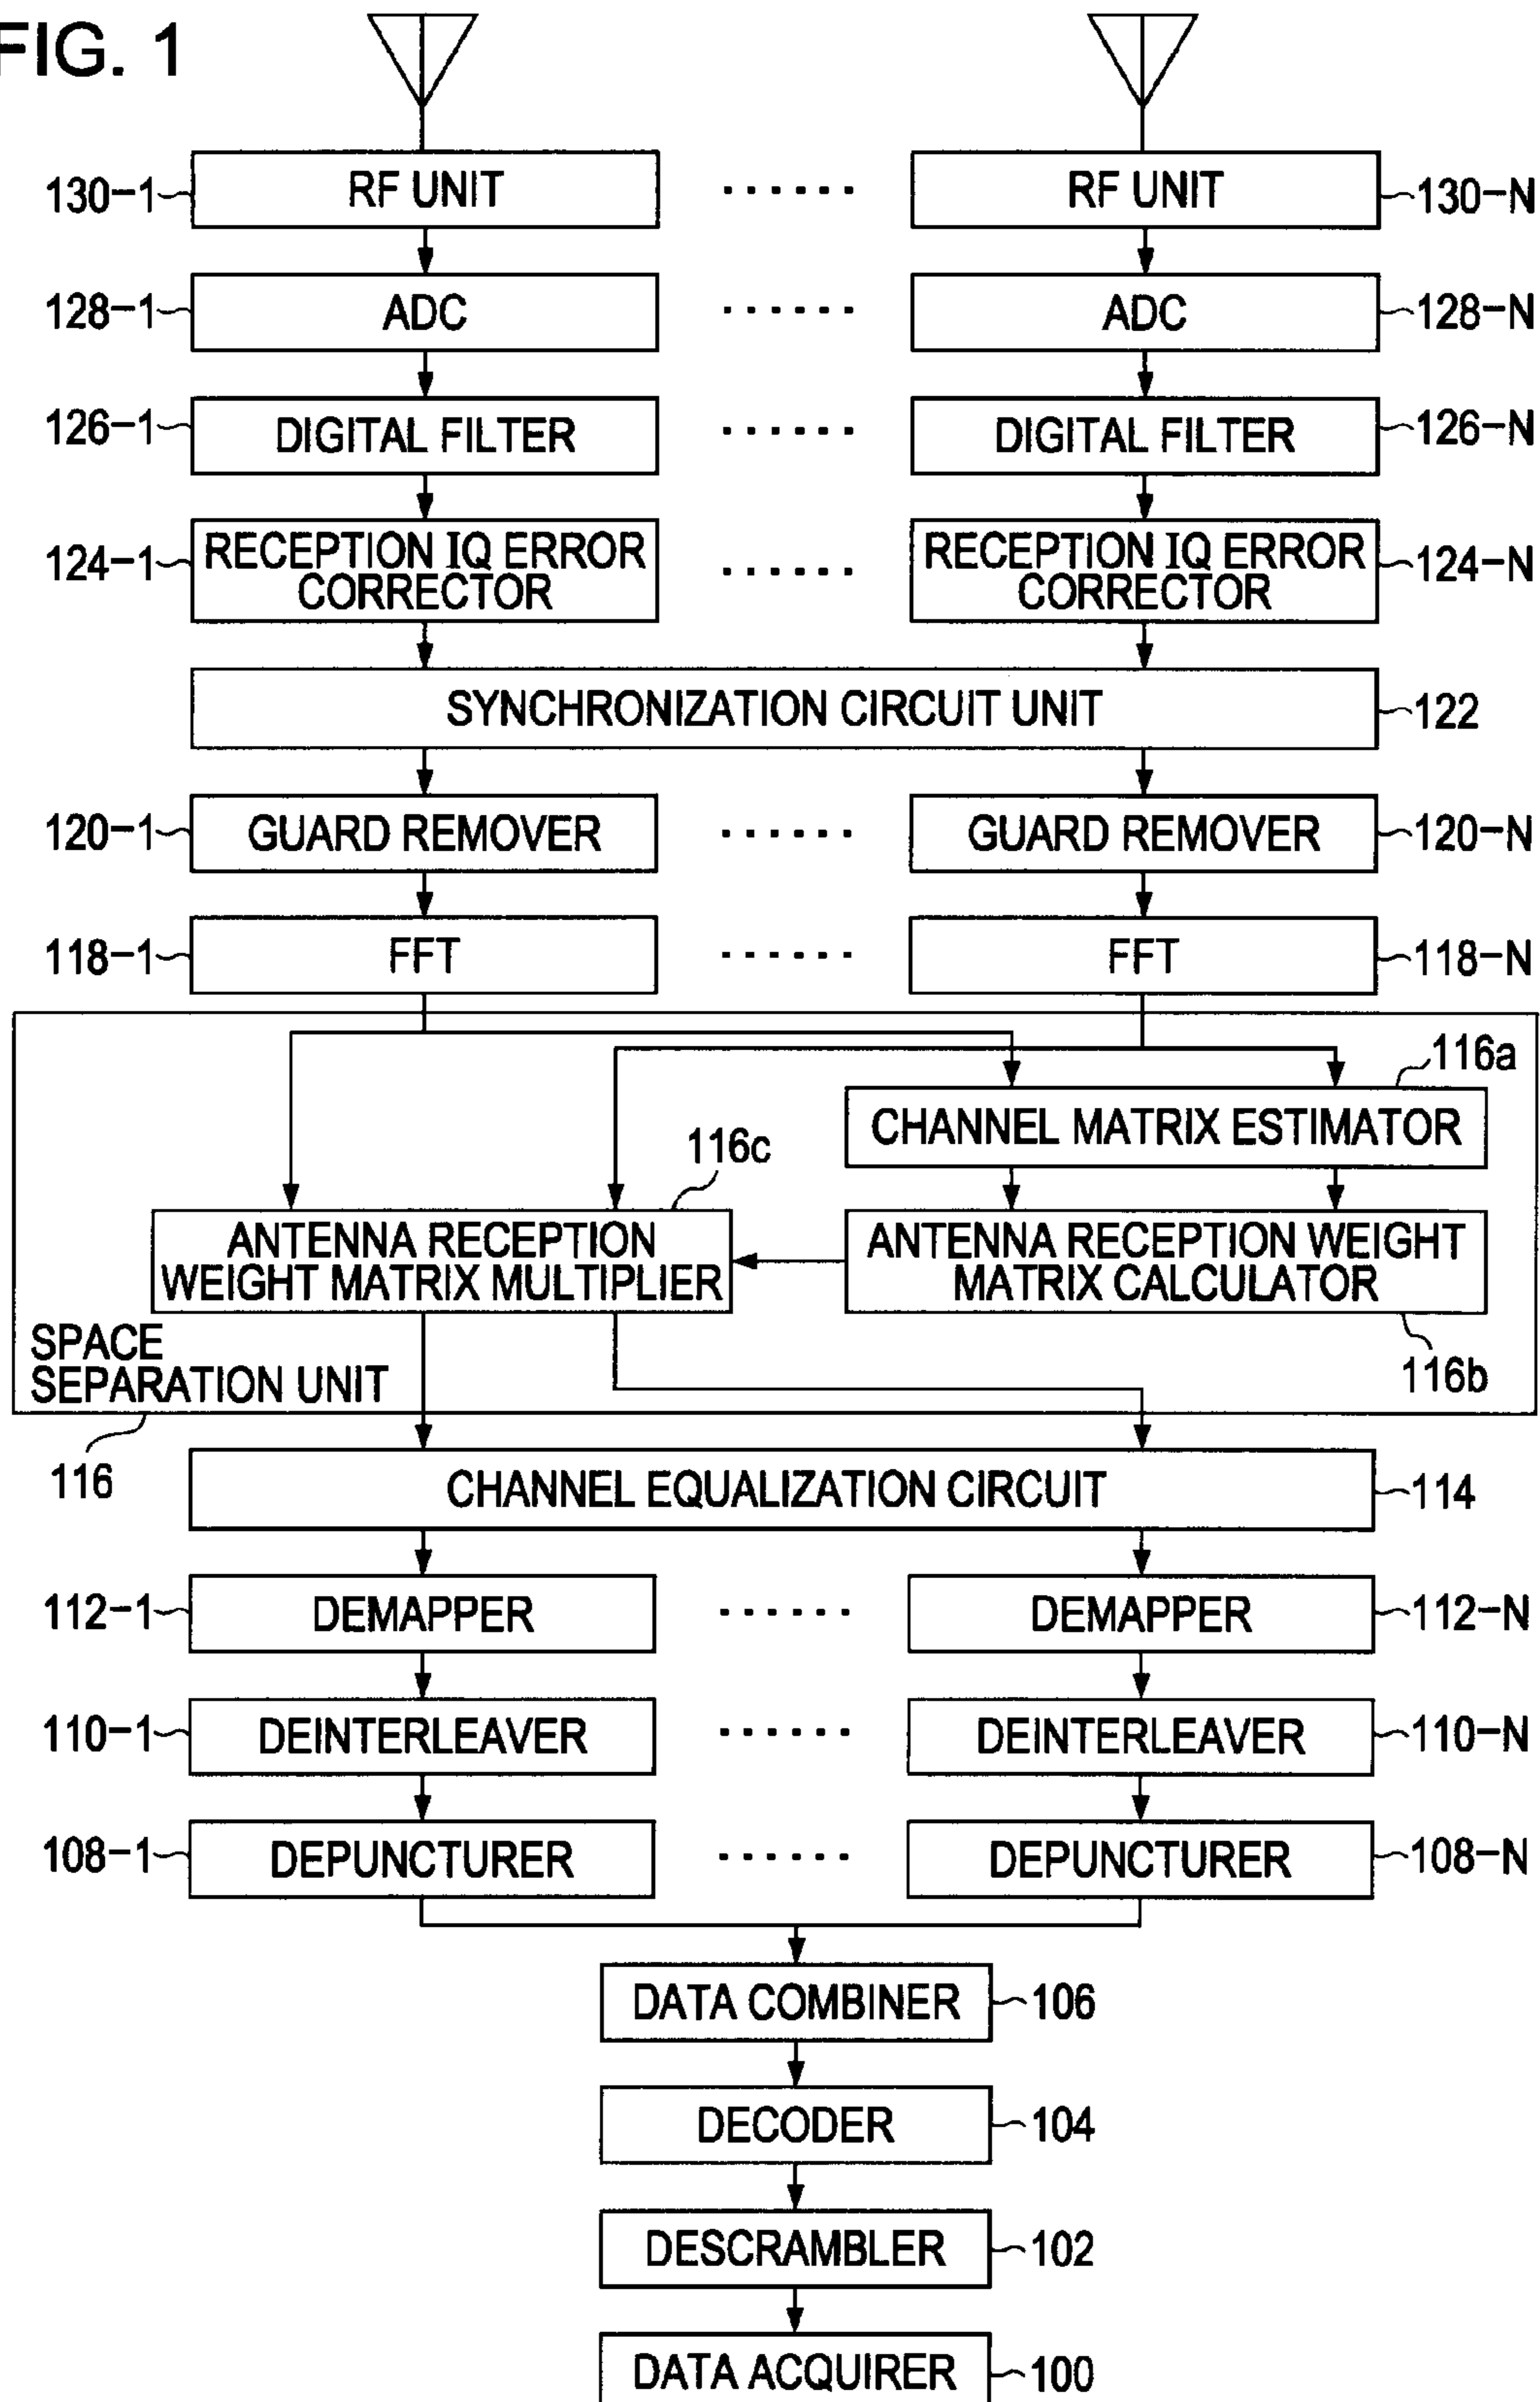 FIG. 1
130-1 RF UNIT ...... RF UNIT 130-N
128-1 ADC ...... ADC 128-N
126-1 DIGITAL FILTER ...... DIGITAL FILTER 126-N
124-1 RECEPTION IQ ERROR CORRECTOR ...... RECEPTION IQ ERROR CORRECTOR 124-N
SYNCHRONIZATION CIRCUIT UNIT 122
120-1 GUARD REMOVER ...... GUARD REMOVER 120-N
118-1 FFT ...... FFT 118-N
116a
CHANNEL MATRIX ESTIMATOR
116c
ANTENNA RECEPTION
WEIGHT MATRIX MULTIPLIER
ANTENNA RECEPTION WEIGHT
MATRIX CALCULATOR
116b
SPACE
SEPARATION UNIT
116
CHANNEL EQUALIZATION CIRCUIT 114
112-1 DEMAPPER ...... DEMAPPER 112-N
110-1 DEINTERLEAVER ...... DEINTERLEAVER 110-N
108-1 DEPUNCTURER ...... DEPUNCTURER 108-N
DATA COMBINER 106
DECODER 104
DESCRAMBLER 102
DATA ACQUIRER 100